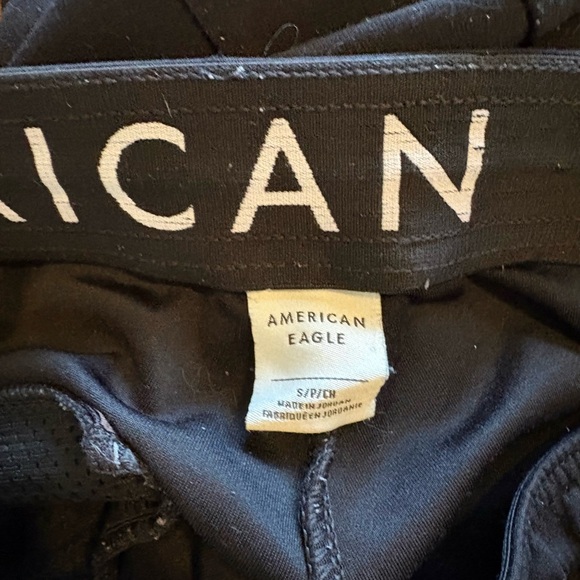 RICAN
AMERICAN
EAGLE
S/P/CH
MADE IN JORDAN
FABRIQUÉ EN JORDANIE